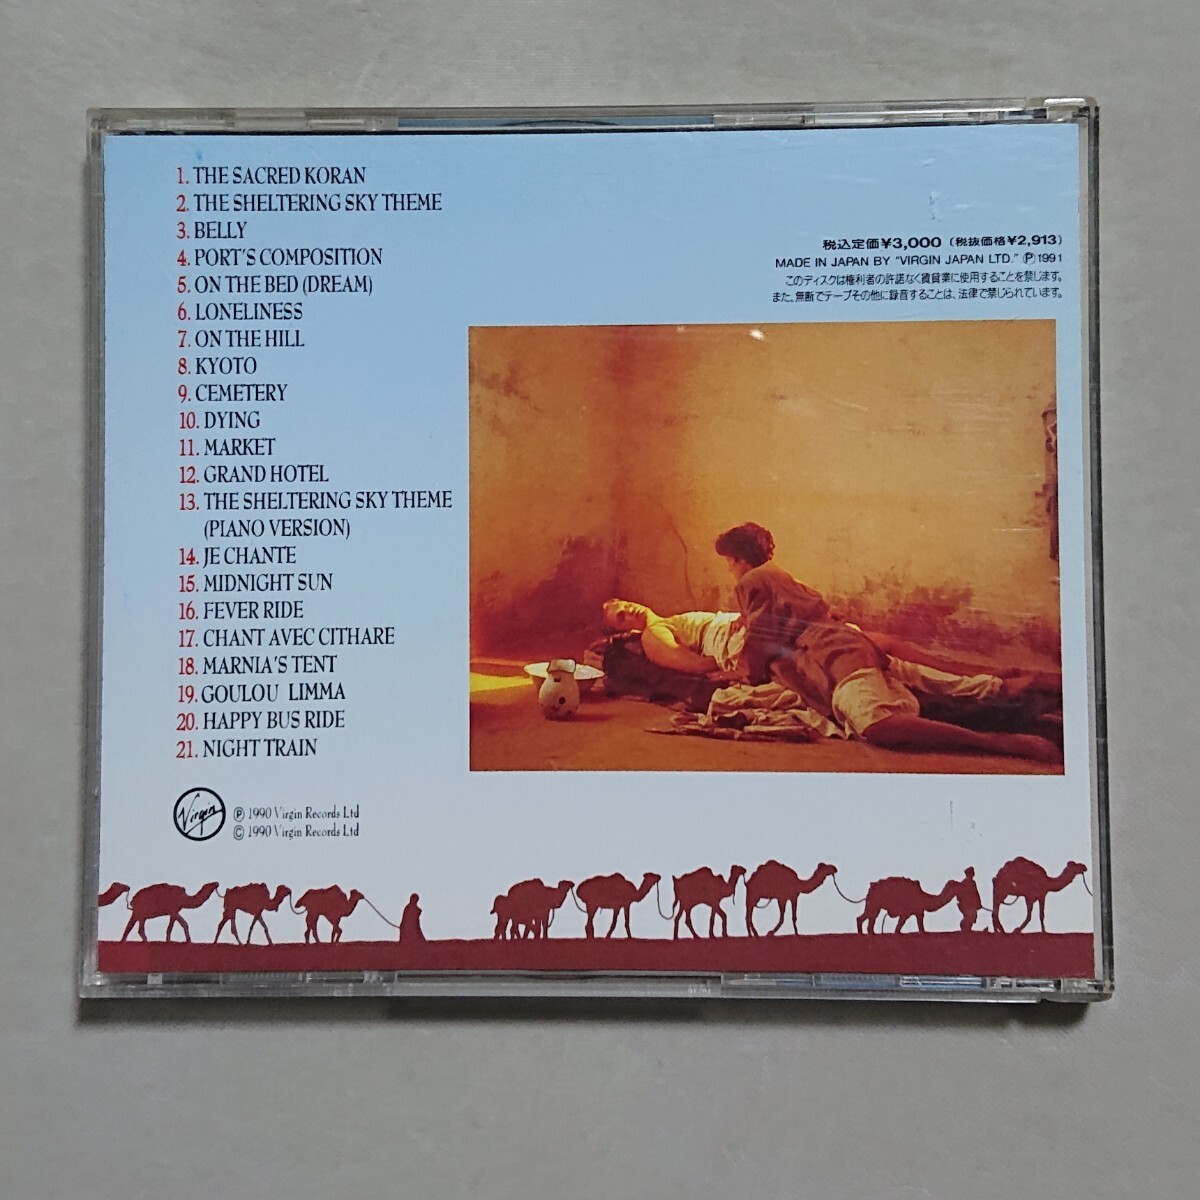 1. THE SACRED KORAN
2. THE SHELTERING SKY THEME
3. BELLY
4. PORT'S COMPOSITION
5. ON THE BED (DREAM)
6. LONELINESS
7. ON THE HILL
8. KYOTO
9. CEMETERY
10. DYING
11. MARKET
12. GRAND HOTEL
13. THE SHELTERING SKY THEME
(PIANO VERSION)
14. JE CHANTE
15. MIDNIGHT SUN
16. FEVER RIDE
17. CHANT AVEC CITHARE
18. MARNIA'S TENT
19. GOULOU LIMMA
20. HAPPY BUS RIDE
21. NIGHT TRAIN
税込定価¥3,000 (税抜価格¥2,913)
MADE IN JAPAN BY "VIRGIN JAPAN LTD." Ⓟ1991
このディスクは権利者の許諾なく賃貸業に使用することを禁じます。
また、無断でテープその他に録音することは、法律で禁じられています。
Virgin
Ⓟ 1990 Virgin Records Ltd
© 1990 Virgin Records Ltd